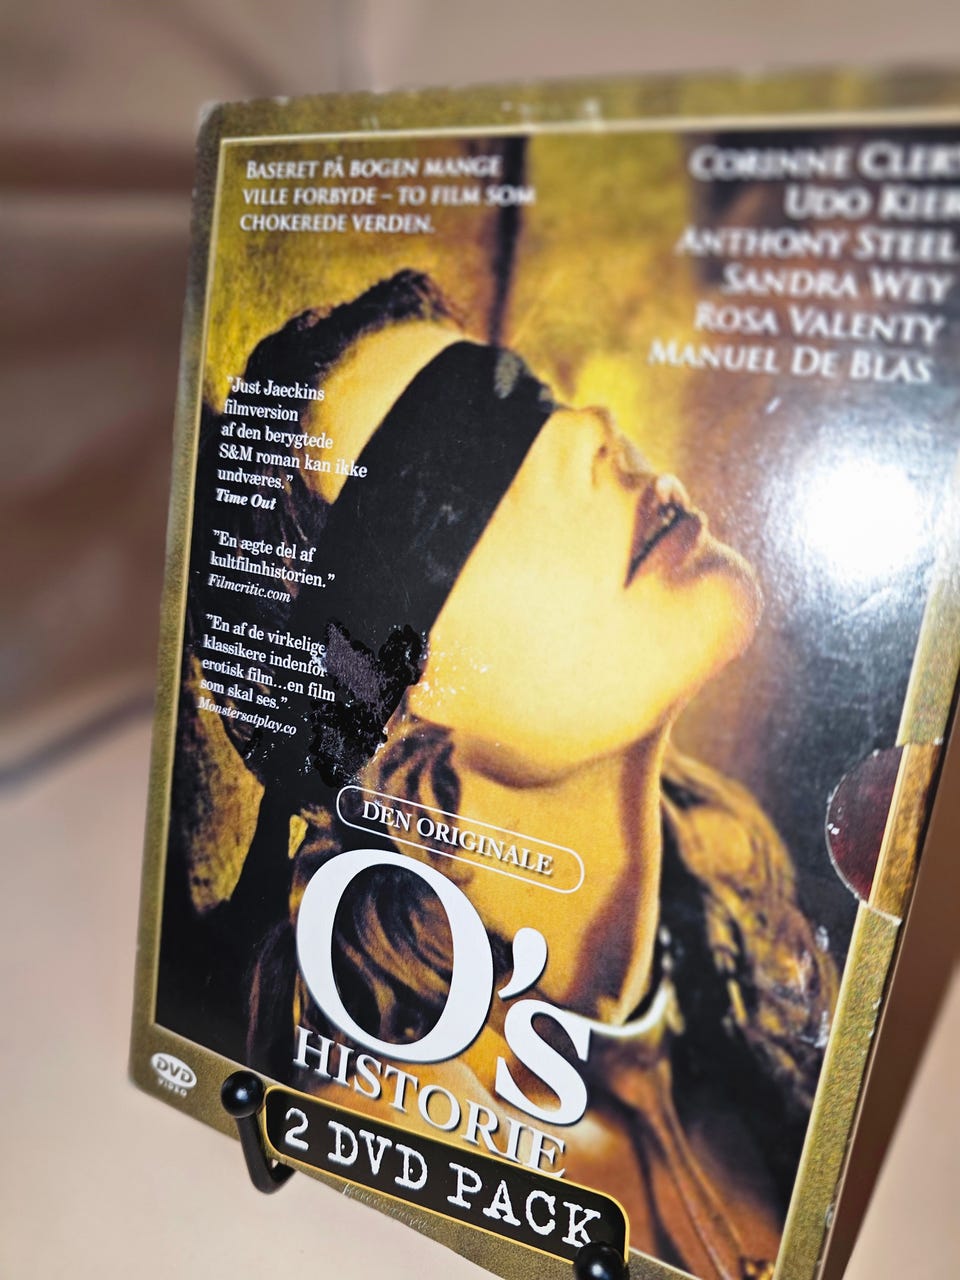 BASERET PÅ BOGEN MANGE
VILLE FORBYDE – TO FILM SOM
CHOKEREDE VERDEN.
CORINNE
UDO KIER
ANTHONY STEEL
SANDRA WEY
ROSA VALENTY
MANUEL DE BLAS
"Just Jaeckins
filmversion
af den berygtede
S&M roman kan ikke
undværes."
Time Out
"En ægte del af
kultfilmhistorien."
Filmcritic.com
"En af de virkelige
klassikere indenfor
erotisk film...en film
som skal ses."
Monstersatplay.co
DEN ORIGINALE
O's
HISTORIE
DVD
VIDEO
2 DVD PACK